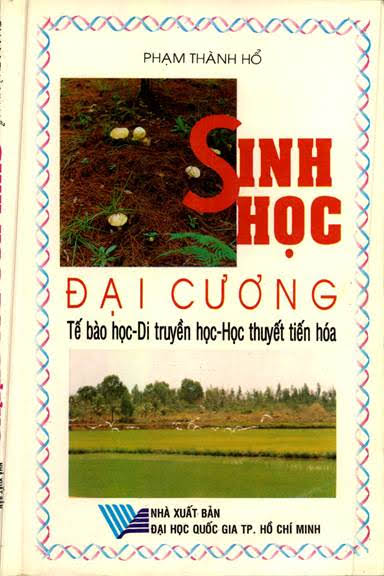 PHẠM THÀNH HỔ
SINH
HỌC
ĐẠI CƯƠNG
Tế bào học-Di truyền học-Học thuyết tiến hóa
NHÀ XUẤT BẢN
ĐẠI HỌC QUỐC GIA TP. HỒ CHÍ MINH